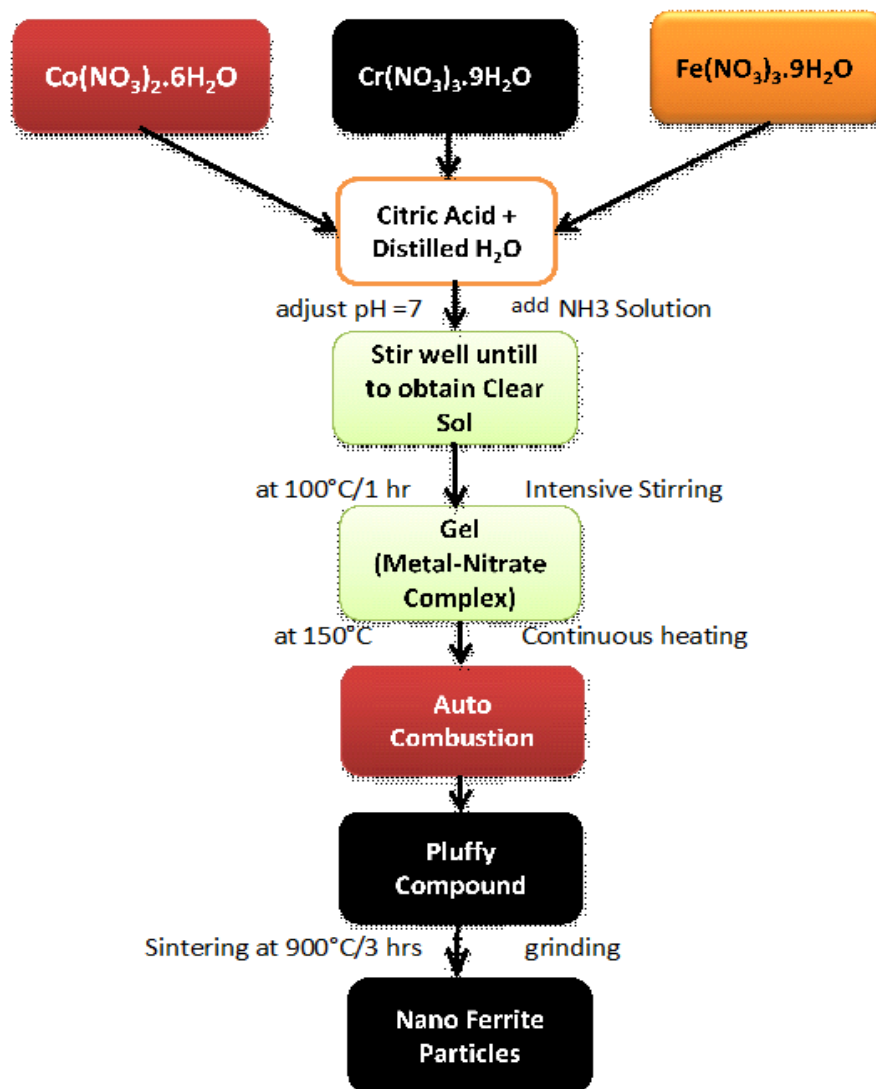 Co(NO₃)₂.6H₂O
Cr(NO₃)₃.9H₂O
Fe(NO₃)₃.9H₂O
Citric Acid +
Distilled H₂O
adjust pH =7 add NH3 Solution
Stir well untill
to obtain Clear
Sol
at 100°C/1 hr Intensive Stirring
Gel
(Metal-Nitrate
Complex)
at 150°C Continuous heating
Auto
Combustion
Pluffy
Compound
Sintering at 900°C/3 hrs grinding
Nano Ferrite
Particles